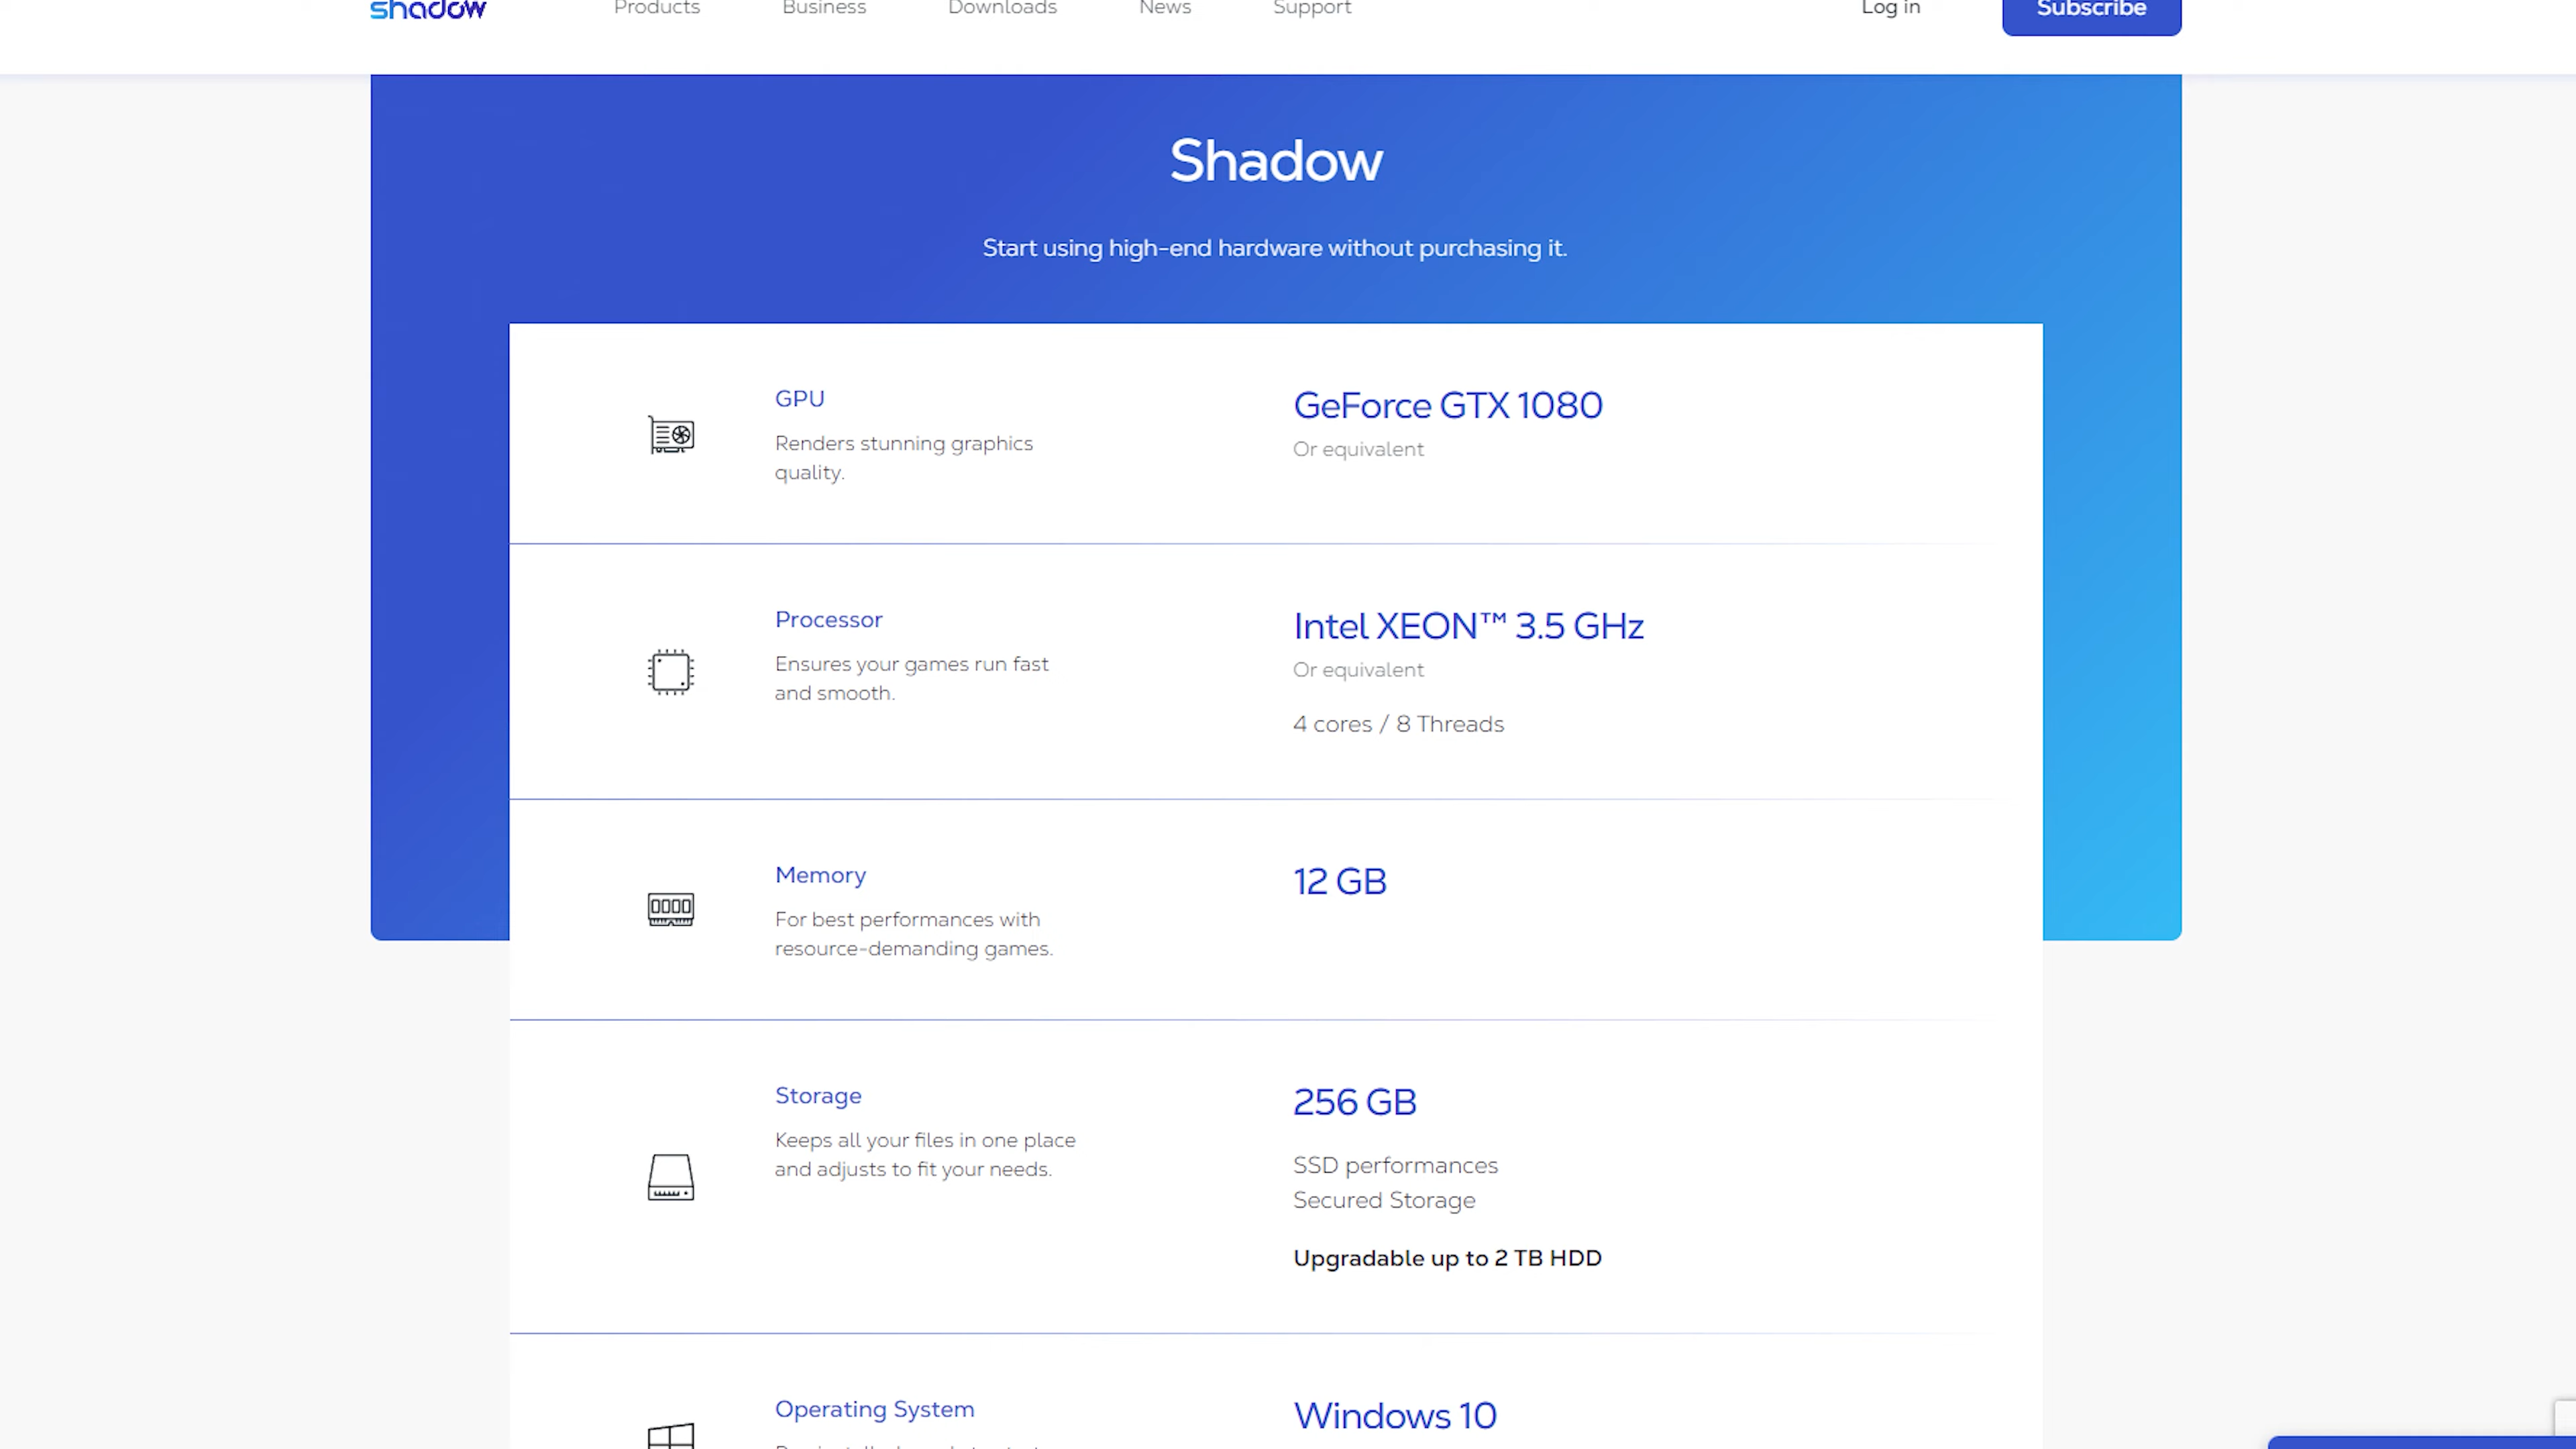 shadow
Products Business Downloads News Support Log in Subscribe
Shadow
Start using high-end hardware without purchasing it.
GPU
Renders stunning graphics
quality.
GeForce GTX 1080
Or equivalent
Processor
Ensures your games run fast
and smooth.
Intel XEON™ 3.5 GHz
Or equivalent
4 cores / 8 Threads
Memory
For best performances with
resource-demanding games.
12 GB
Storage
Keeps all your files in one place
and adjusts to fit your needs.
256 GB
SSD performances
Secured Storage
Upgradable up to 2 TB HDD
Operating System
Windows 10